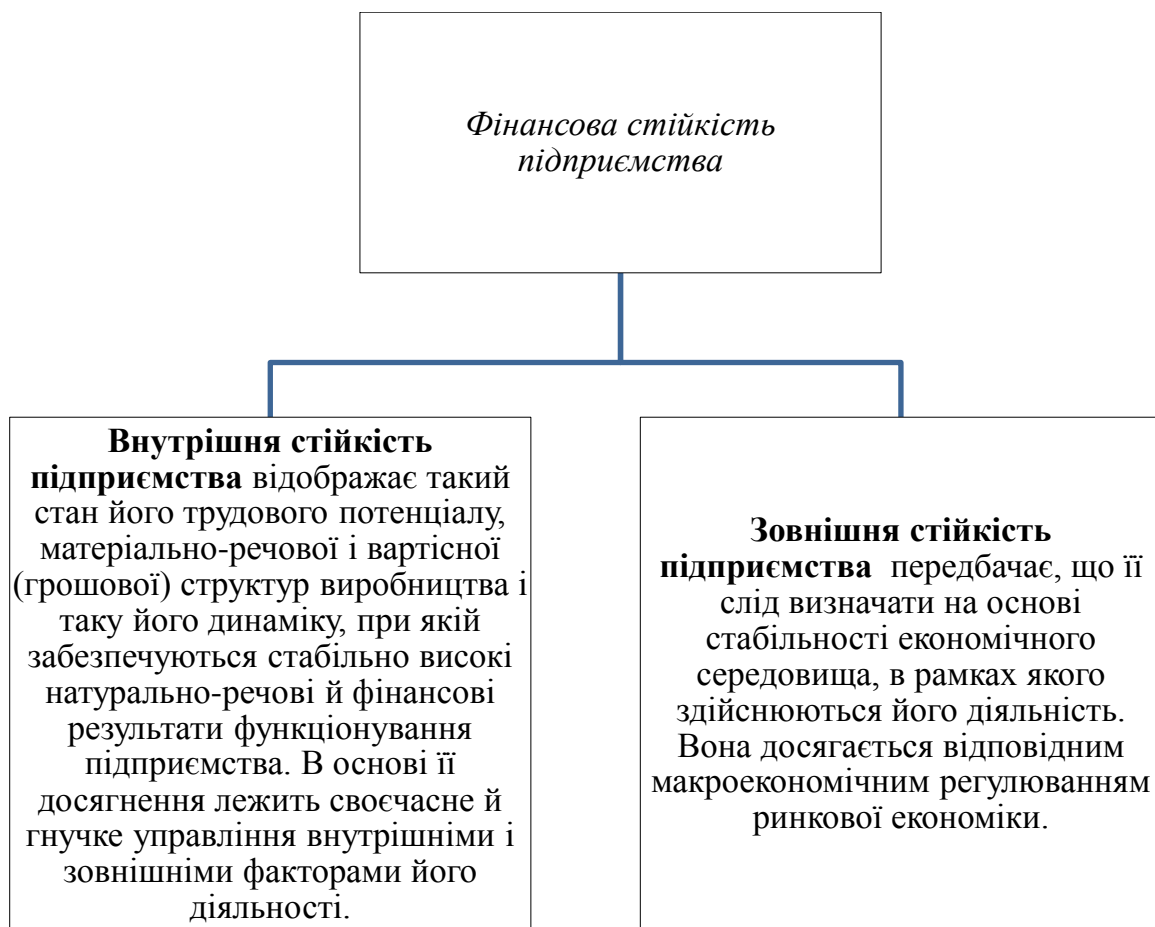 Фінансова стійкість
підприємства
Внутрішня стійкість
підприємства відображає такий
стан його трудового потенціалу,
матеріально-речової і вартісної
(грошової) структур виробництва і
таку його динаміку, при якій
забезпечуються стабільно високі
натурально-речові й фінансові
результати функціонування
підприємства. В основі її
досягнення лежить своєчасне й
гнучке управління внутрішніми і
зовнішніми факторами його
діяльності.
Зовнішня стійкість
підприємства передбачає, що її
слід визначати на основі
стабільності економічного
середовища, в рамках якого
здійснюються його діяльність.
Вона досягається відповідним
макроекономічним регулюванням
ринкової економіки.